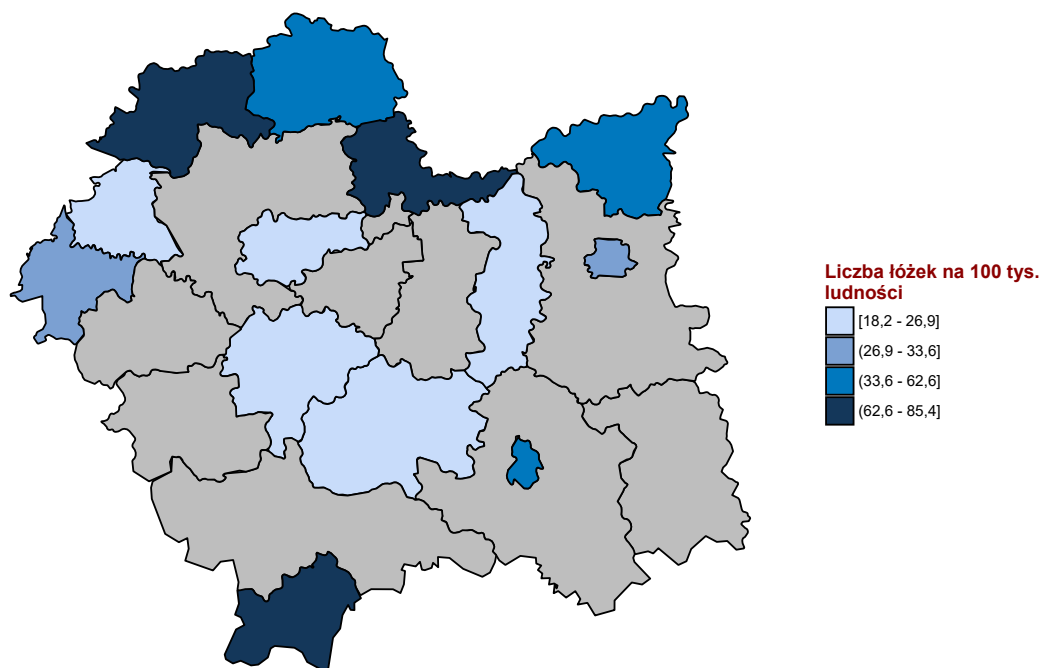 Liczba łóżek na 100 tys.
ludności
[18,2 - 26,9]
(26,9 - 33,6]
(33,6 - 62,6]
(62,6 - 85,4]